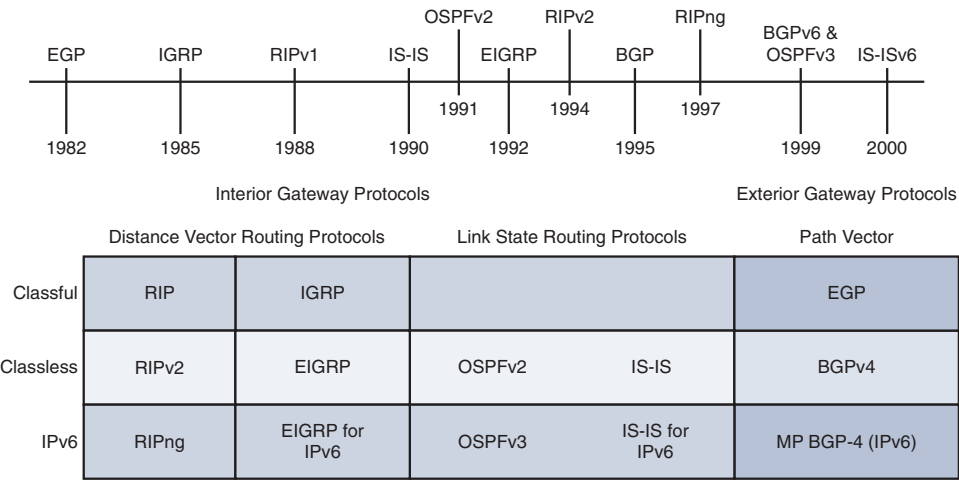 OSPFv2 RIPv2 RIPng
EGP IGRP RIPv1 IS-IS EIGRP BGP BGPv6 &
OSPFv3 IS-ISv6
1991 1994 1997
1982 1985 1988 1990 1992 1995 1999 2000
Interior Gateway Protocols Exterior Gateway Protocols
Distance Vector Routing Protocols Link State Routing Protocols Path Vector
Classful RIP IGRP EGP
Classless RIPv2 EIGRP OSPFv2 IS-IS BGPv4
IPv6 RIPng EIGRP for
IPv6 OSPFv3 IS-IS for
IPv6 MP BGP-4 (IPv6)